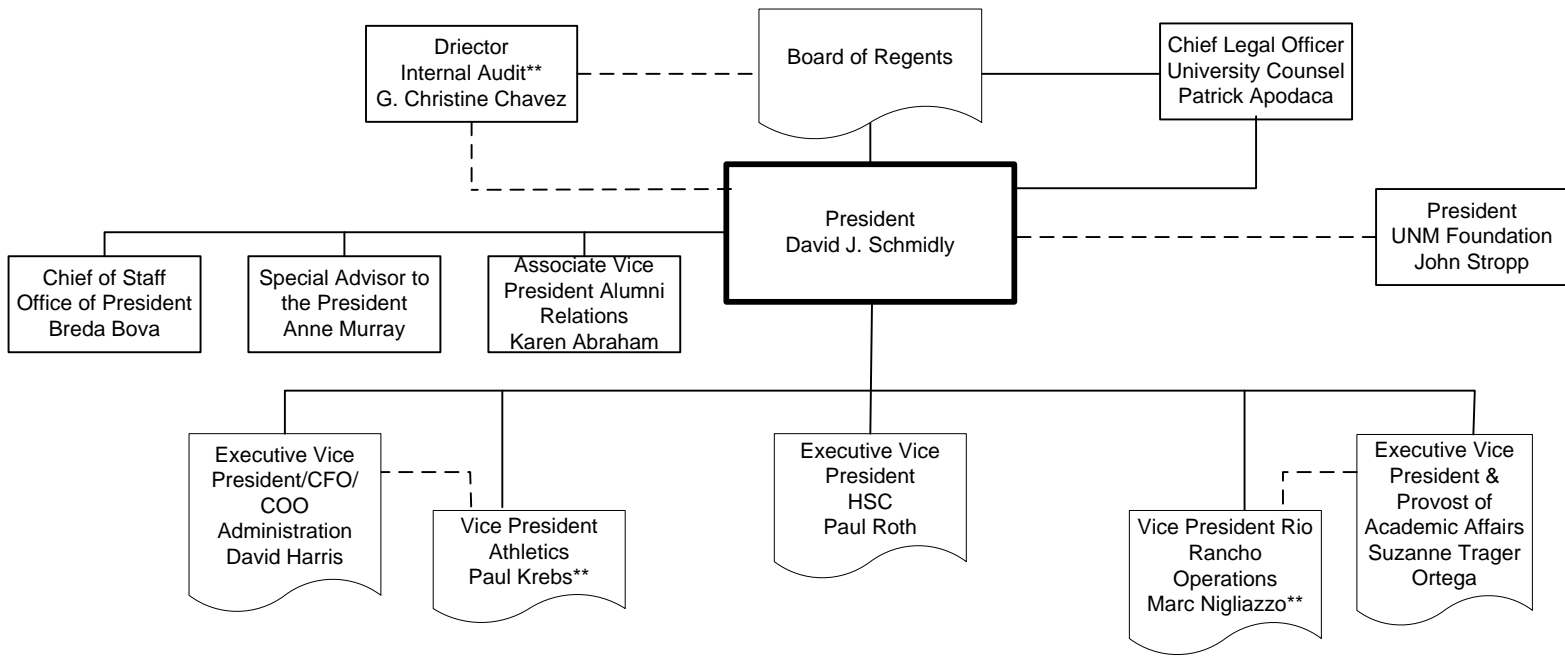 Driector
Internal Audit**
G. Christine Chavez
Board of Regents
Chief Legal Officer
University Counsel
Patrick Apodaca
President
David J. Schmidly
President
UNM Foundation
John Stropp
Chief of Staff
Office of President
Breda Bova
Special Advisor to
the President
Anne Murray
Associate Vice
President Alumni
Relations
Karen Abraham
Executive Vice
President/CFO/
COO
Administration
David Harris
Vice President
Athletics
Paul Krebs**
Executive Vice
President
HSC
Paul Roth
Vice President Rio
Rancho
Operations
Marc Nigliazzo**
Executive Vice
President &
Provost of
Academic Affairs
Suzanne Trager
Ortega